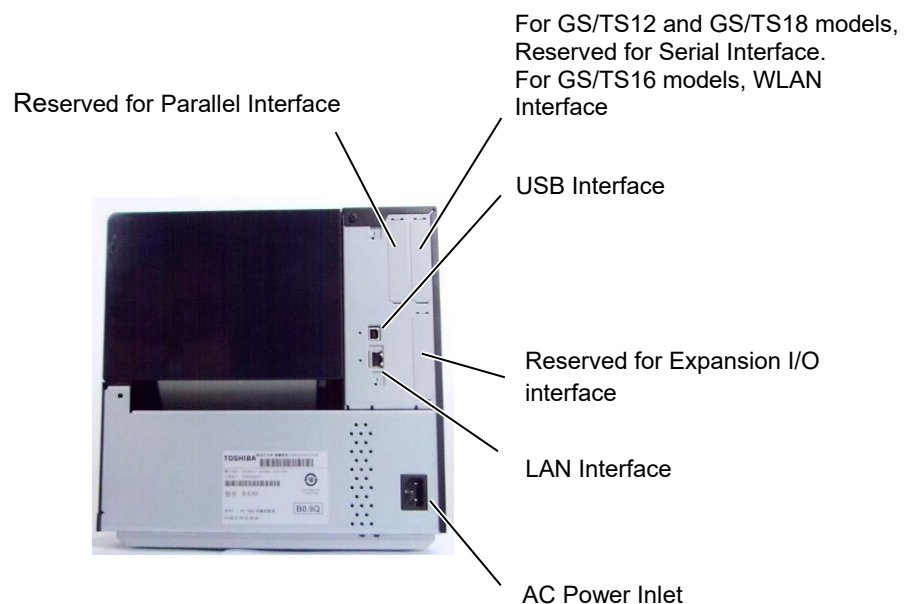 For GS/TS12 and GS/TS18 models,
Reserved for Serial Interface.
For GS/TS16 models, WLAN
Interface
Reserved for Parallel Interface
USB Interface
Reserved for Expansion I/O
interface
LAN Interface
TOSHIBA
B0.9Q
AC Power Inlet